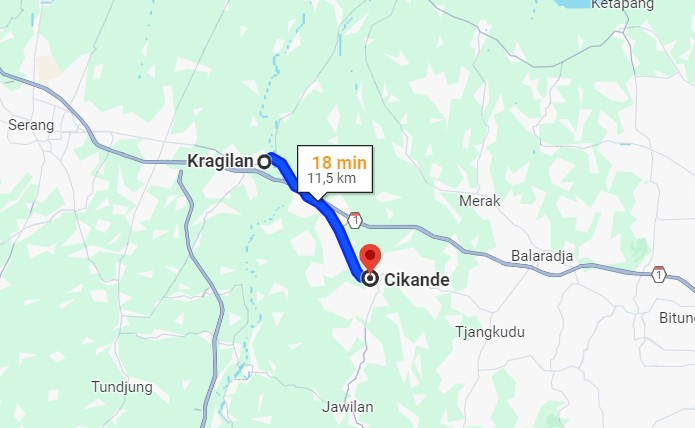 Ketapang
Serang
Kragilan
18 min
11,5 km
Merak
1
Balaradja
1
Cikande
Bitung
Tjangkudu
Tundjung
Jawilan